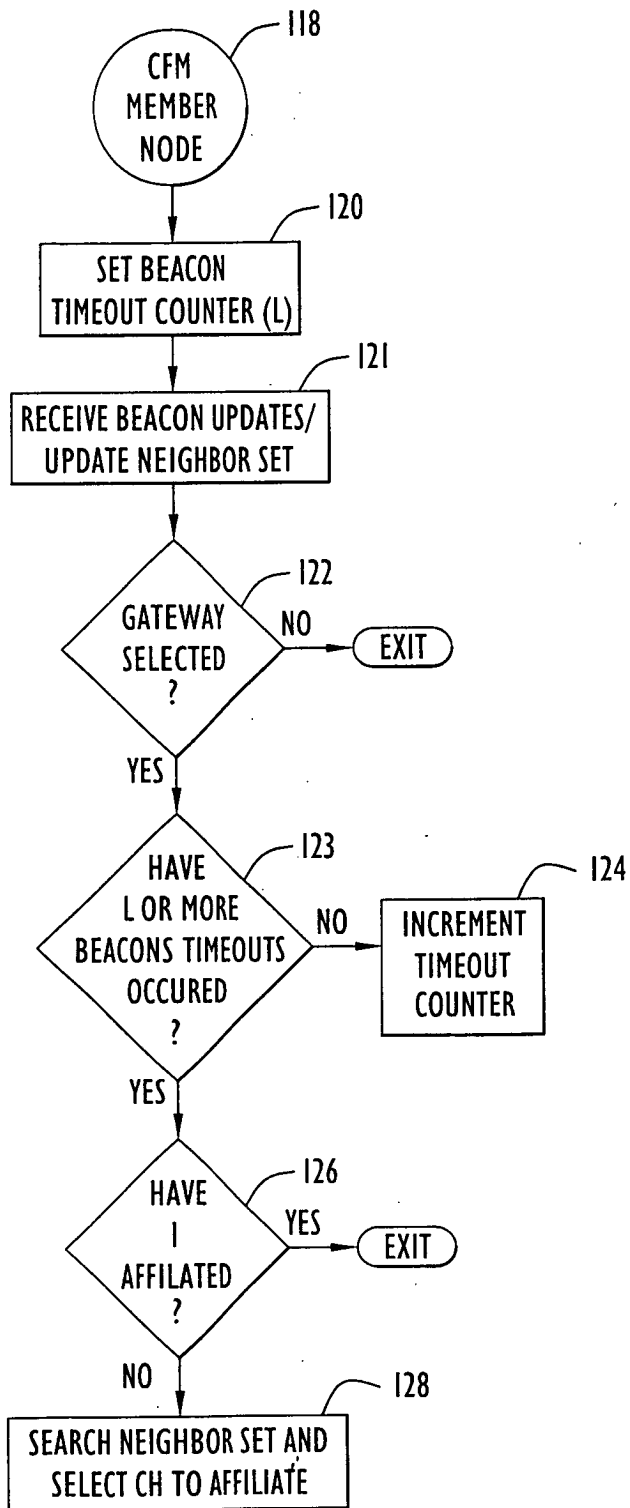 118
CFM
MEMBER
NODE
120
SET BEACON
TIMEOUT COUNTER (L)
121
RECEIVE BEACON UPDATES/
UPDATE NEIGHBOR SET
122
GATEWAY
SELECTED
?
NO
EXIT
YES
123
HAVE
L OR MORE
BEACONS TIMEOUTS
OCCURED
?
NO
124
INCREMENT
TIMEOUT
COUNTER
YES
126
HAVE
I
AFFILATED
?
YES
EXIT
NO
128
SEARCH NEIGHBOR SET AND
SELECT CH TO AFFILIATE